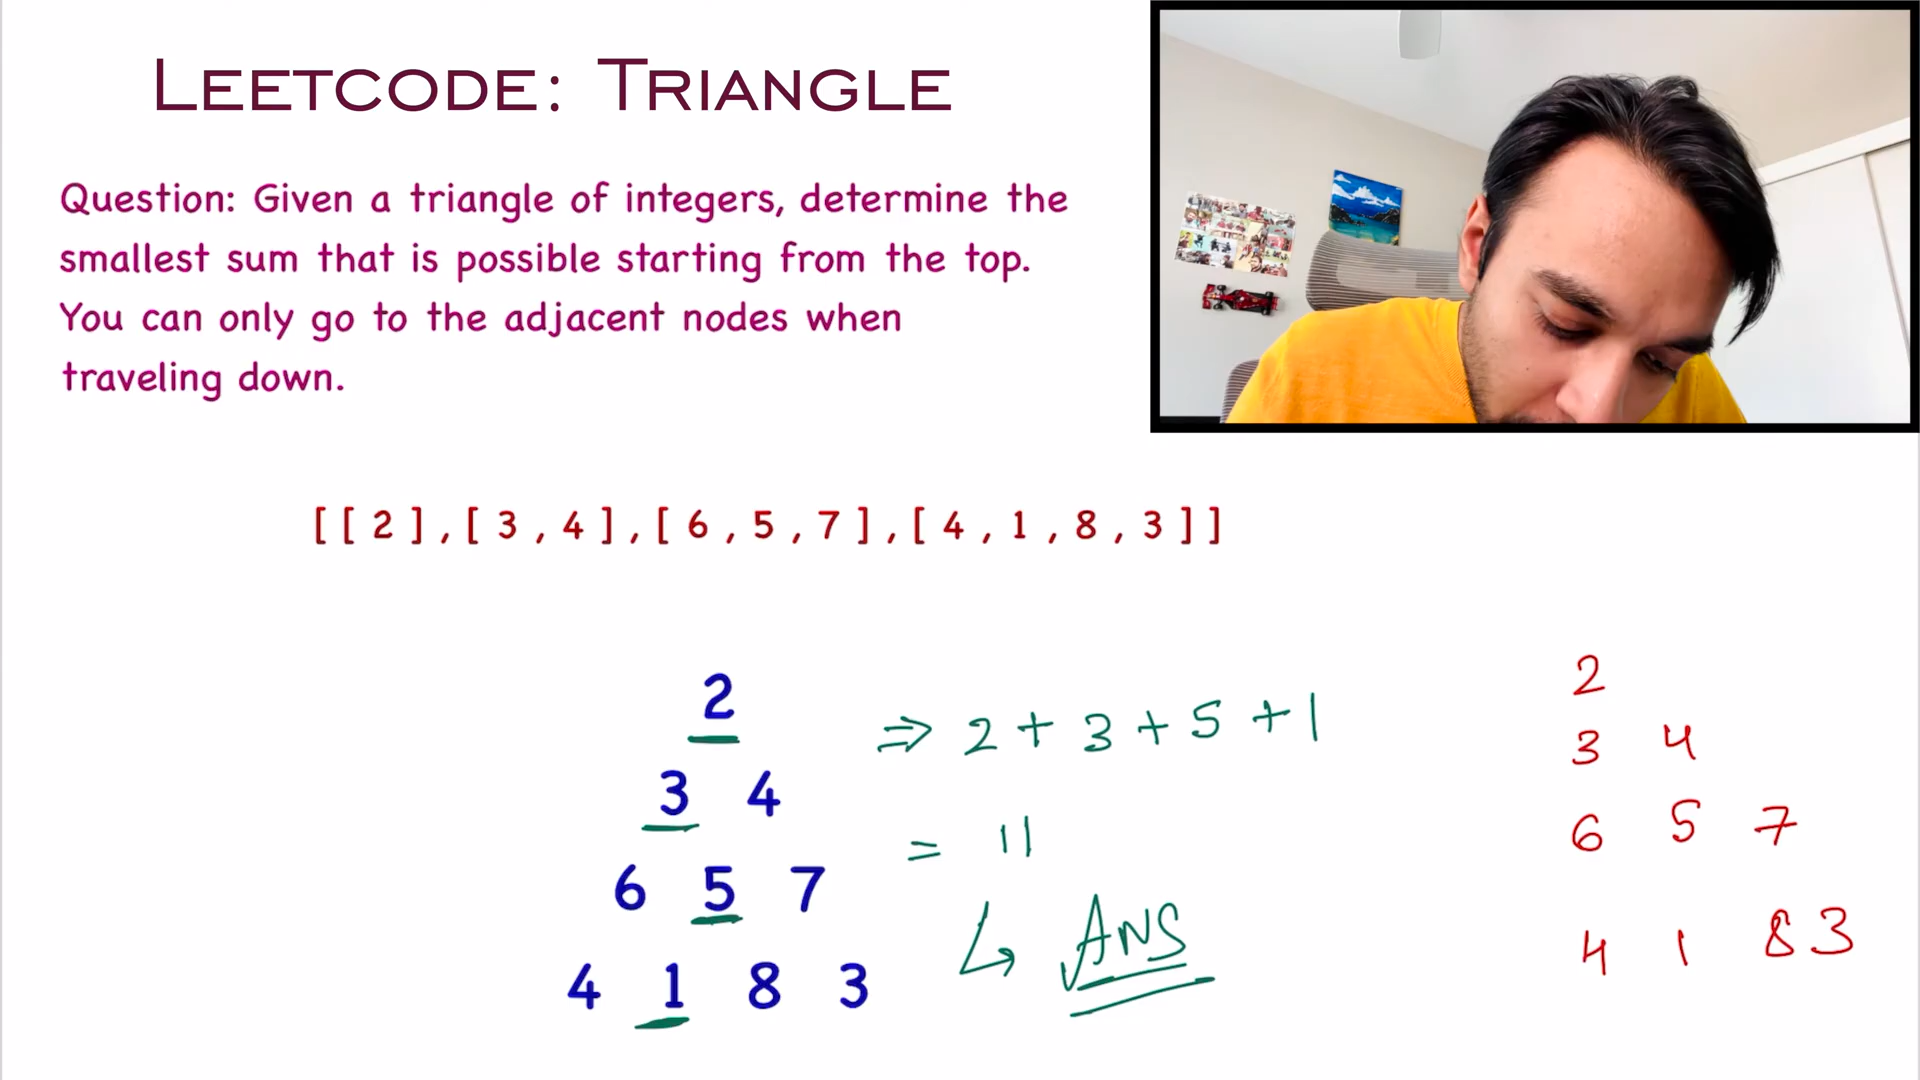 LEETCODE: TRIANGLE
Question: Given a triangle of integers, determine the
smallest sum that is possible starting from the top.
You can only go to the adjacent nodes when
traveling down.
[ [ 2 ] , [ 3 , 4 ] , [ 6 , 5 , 7 ] , [ 4 , 1 , 8 , 3 ] ]
2
3 4
6 5 7
4 1 8 3
⇒ 2 + 3 + 5 + 1
= 11
↳ ANS
2
3 4
6 5 7
4 1 8 3